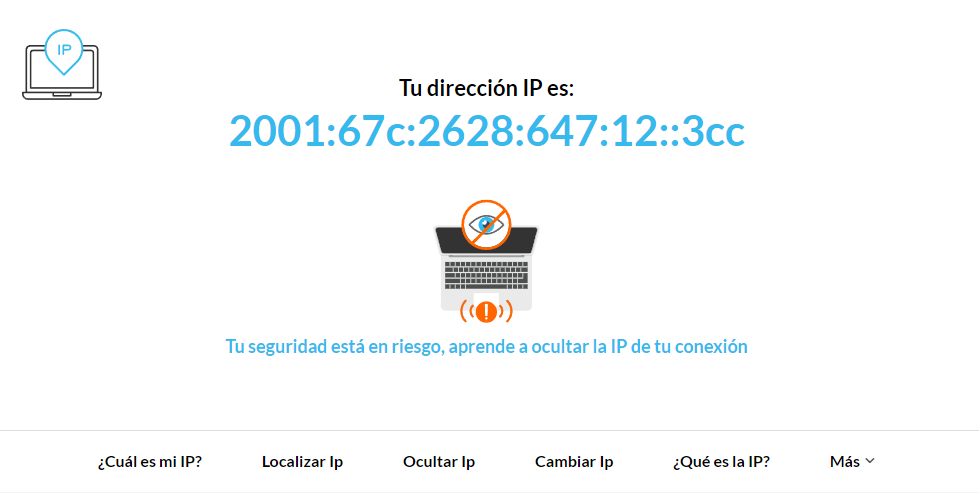 IP
Tu dirección IP es:
2001:67c:2628:647:12::3cc
!
Tu seguridad está en riesgo, aprende a ocultar la IP de tu conexión
¿Cuál es mi IP? Localizar Ip Ocultar Ip Cambiar Ip ¿Qué es la IP? Más